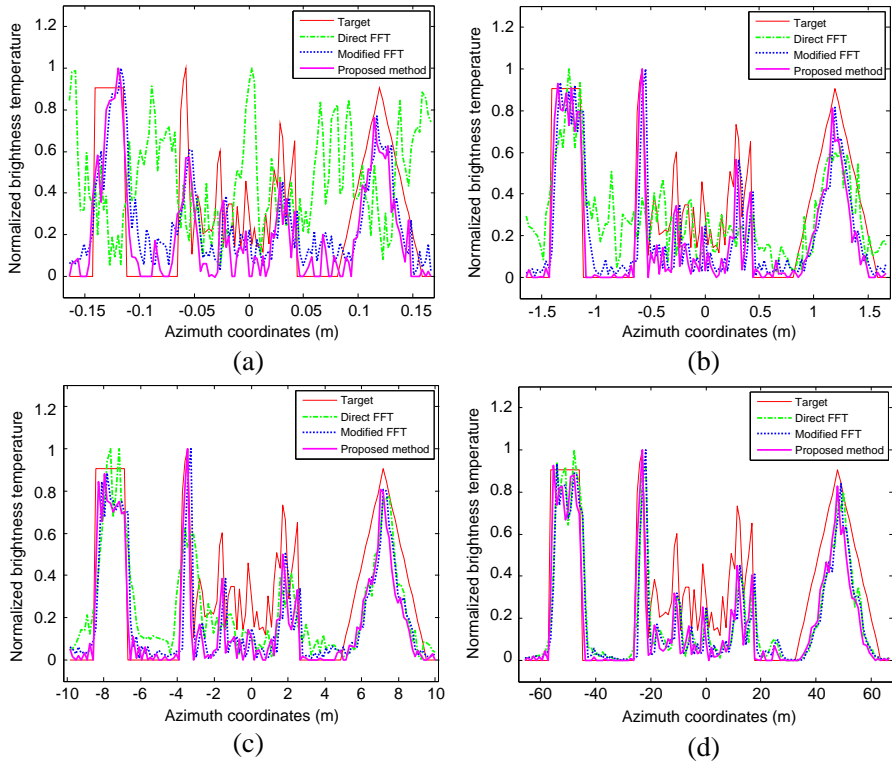 1.2
1
0.8
0.6
0.4
0.2
0
Normalized brightness temperature
Target
Direct FFT
Modified FFT
Proposed method
-0.15 -0.1 -0.05 0 0.05 0.1 0.15
Azimuth coordinates (m)
(a)
1.2
1
0.8
0.6
0.4
0.2
0
Normalized brightness temperature
Target
Direct FFT
Modified FFT
Proposed method
-1.5 -1 -0.5 0 0.5 1 1.5
Azimuth coordinates (m)
(b)
1.2
1
0.8
0.6
0.4
0.2
0
Normalized brightness temperature
Target
Direct FFT
Modified FFT
Proposed method
-10 -8 -6 -4 -2 0 2 4 6 8 10
Azimuth coordinates (m)
(c)
1.2
1
0.8
0.6
0.4
0.2
0
Normalized brightness temperature
Target
Direct FFT
Modified FFT
Proposed method
-60 -40 -20 0 20 40 60
Azimuth coordinates (m)
(d)